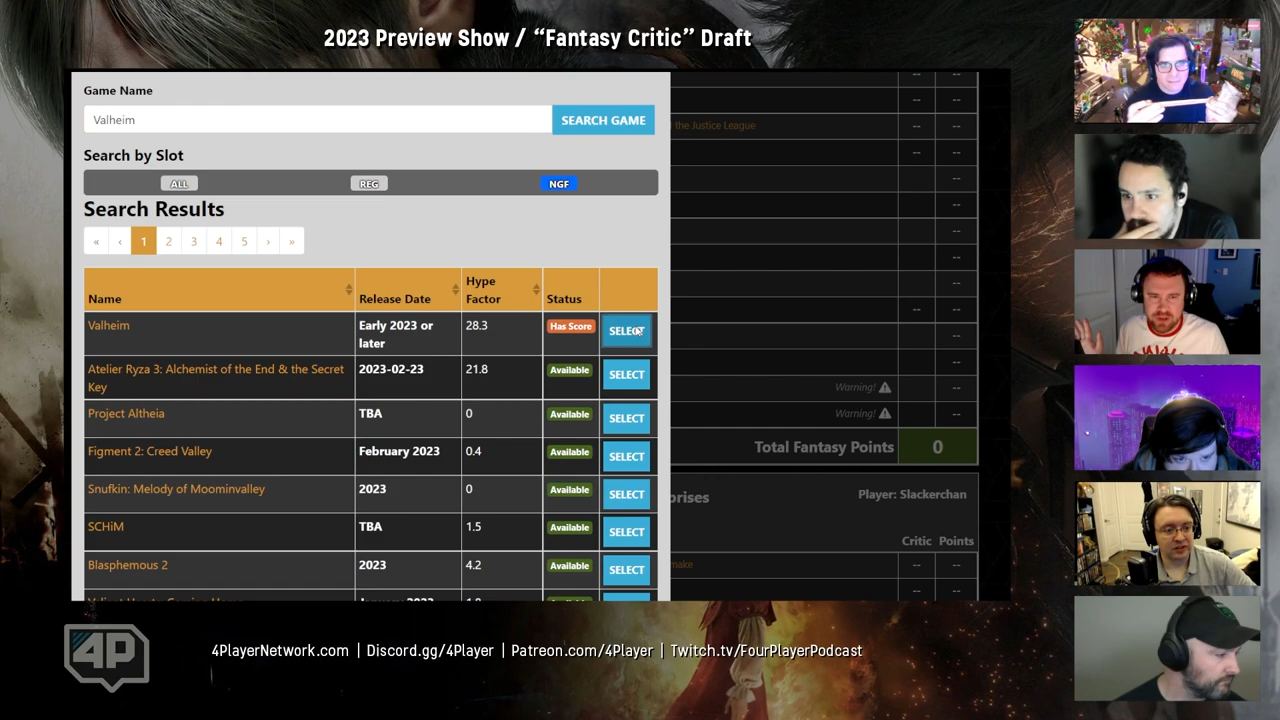 2023 Preview Show / “Fantasy Critic” Draft
Game Name
Valheim
SEARCH GAME
Search by Slot
ALL REG NGF
Search Results
« ‹ 1 2 3 4 5 › »
Name Release Date Hype Factor Status
Valheim Early 2023 or later 28.3 Has Score SELECT
Atelier Ryza 3: Alchemist of the End & the Secret Key 2023-02-23 21.8 Available SELECT
Project Altheia TBA 0 Available SELECT
Figment 2: Creed Valley February 2023 0.4 Available SELECT
Snufkin: Melody of Moominvalley 2023 0 Available SELECT
SCHiM TBA 1.5 Available SELECT
Blasphemous 2 2023 4.2 Available SELECT
the Justice League -- --
Warning! --
Warning! --
Total Fantasy Points 0
prises Player: Slackerchan
Critic Points
make -- --
4P
4PlayerNetwork.com | Discord.gg/4Player | Patreon.com/4Player | Twitch.tv/FourPlayerPodcast